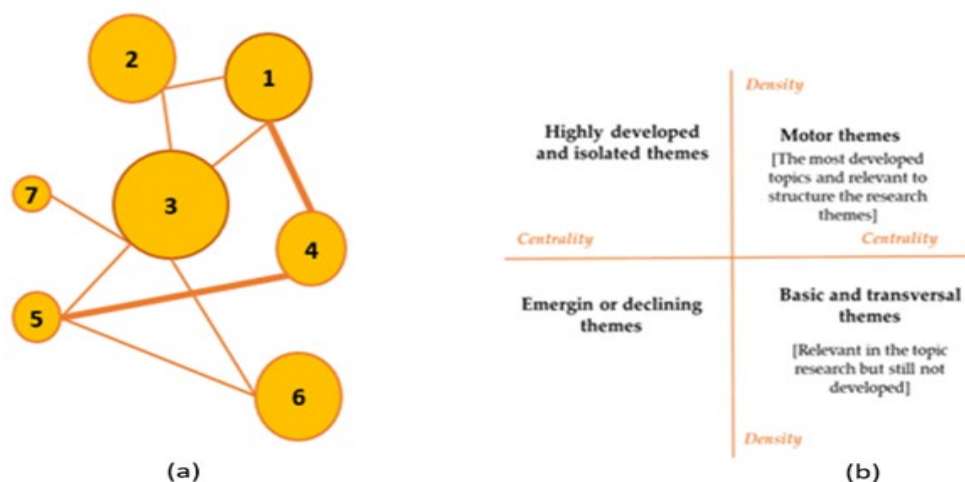 2
1
3
7
4
5
6
(a)
Density
Highly developed
and isolated themes
Motor themes
[The most developed
topics and relevant to
structure the research
themes]
Centrality
Centrality
Emergin or declining
themes
Basic and transversal
themes
[Relevant in the topic
research but still not
developed]
Density
(b)